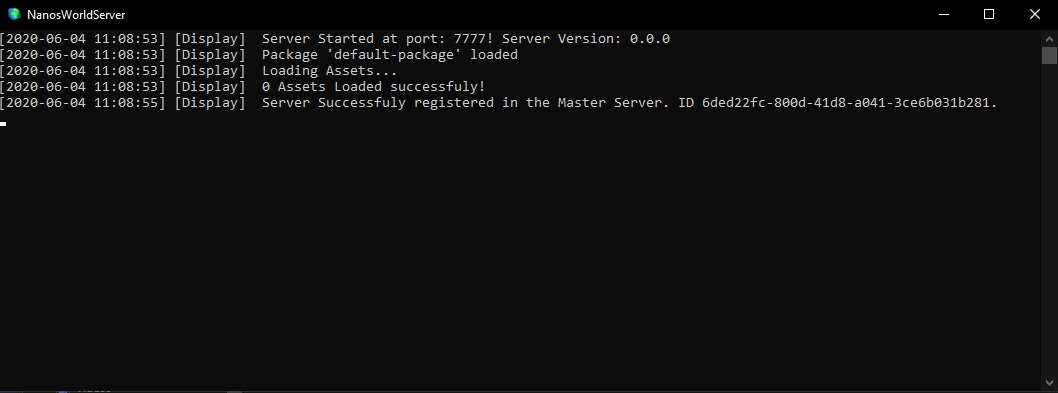 NanosWorldServer
[2020-06-04 11:08:53] [Display]  Server Started at port: 7777! Server Version: 0.0.0
[2020-06-04 11:08:53] [Display]  Package 'default-package' loaded
[2020-06-04 11:08:53] [Display]  Loading Assets...
[2020-06-04 11:08:53] [Display]  0 Assets Loaded successfuly!
[2020-06-04 11:08:55] [Display]  Server Successfuly registered in the Master Server. ID 6ded22fc-800d-41d8-a041-3ce6b031b281.